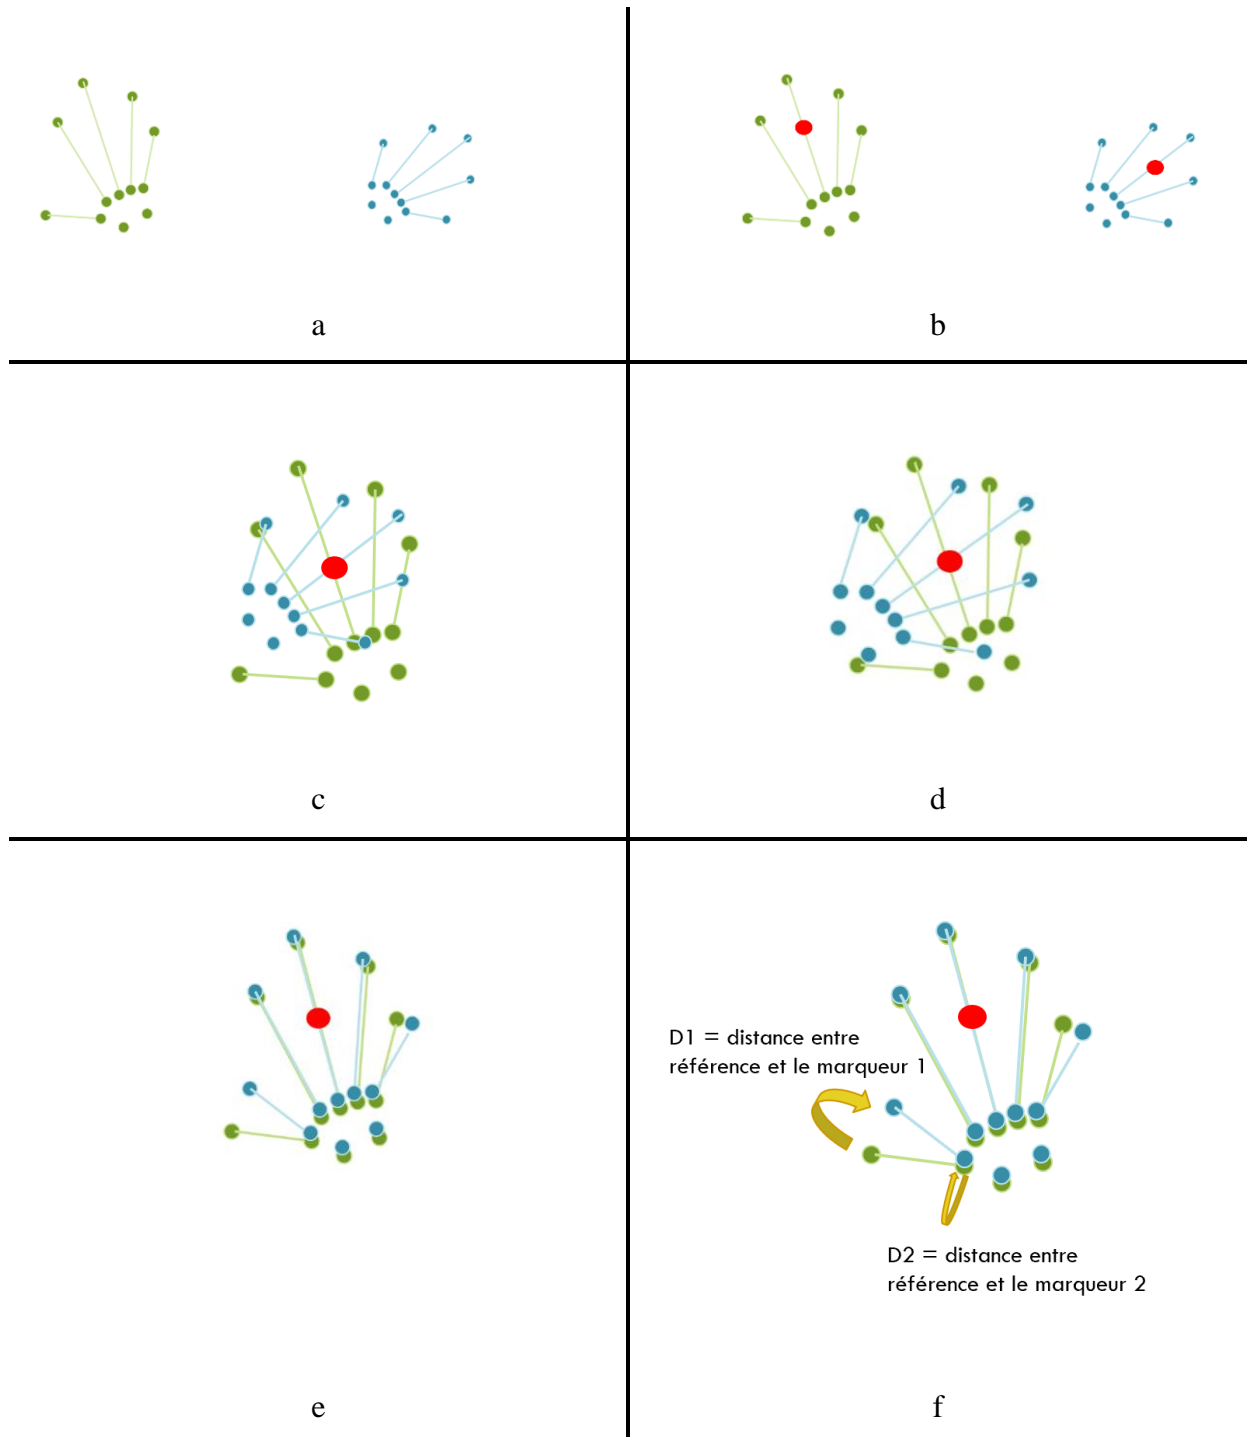 a
b
c
d
D1 = distance entre
référence et le marqueur 1
D2 = distance entre
référence et le marqueur 2
e
f